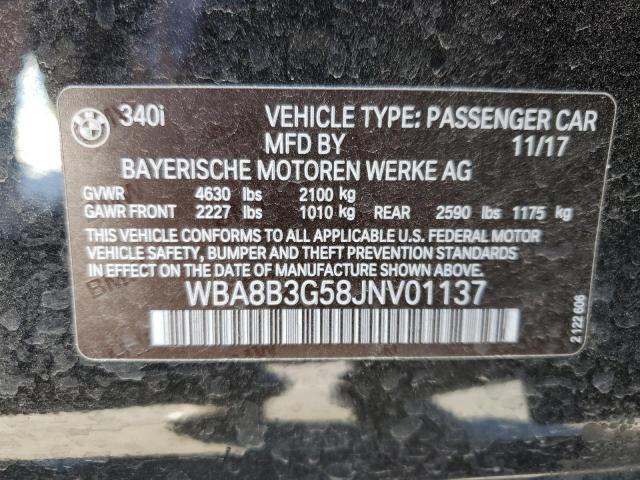 340i VEHICLE TYPE: PASSENGER CAR
MFD BY 11/17
BAYERISCHE MOTOREN WERKE AG
GVWR 4630 lbs 2100 kg
GAWR FRONT 2227 lbs 1010 kg REAR 2590 lbs 1175 kg
THIS VEHICLE CONFORMS TO ALL APPLICABLE U.S. FEDERAL MOTOR
VEHICLE SAFETY, BUMPER AND THEFT PREVENTION STANDARDS
IN EFFECT ON THE DATE OF MANUFACTURE SHOWN ABOVE.
WBA8B3G58JNV01137
2 122 606